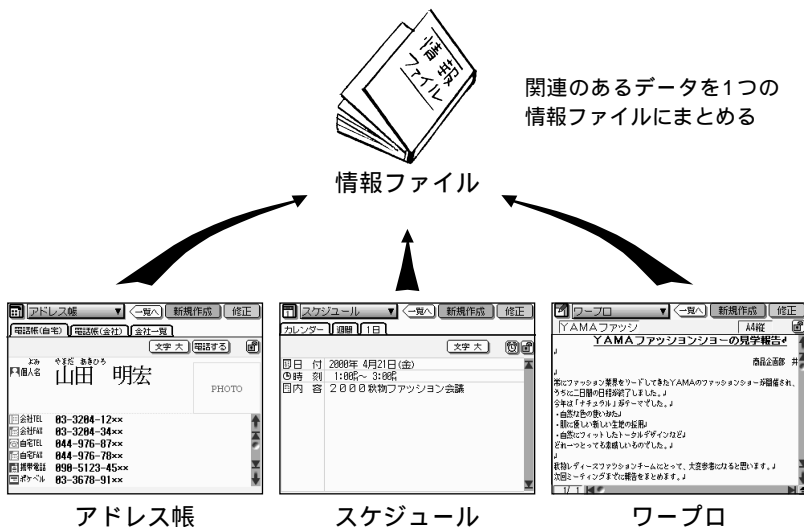 情報
ファイル
関連のあるデータを1つの
情報ファイルにまとめる
情報ファイル
アドレス帳 ▼ 一覧へ 新規作成 修正
電話帳(自宅) 電話帳(会社) 会社一覧
文字 大 電話する
よみ やまだ あきひろ
個人名 山田 明宏
PHOTO
会社TEL 03-3204-12××
会社FAX 03-3204-34××
自宅TEL 044-976-87××
自宅FAX 044-976-78××
携帯電話 090-5123-45××
ポケベル 03-3678-91××
アドレス帳
スケジュール ▼ 一覧へ 新規作成 修正
カレンダー 週間 1日
文字 大
日 付 2000年 4月21日(金)
時 刻 1:00~ 3:00
内 容 2000秋物ファッション会議
スケジュール
ワープロ ▼ 一覧へ 新規作成 修正
YAMAファッシ A4縦
YAMAファッションショーの見学報告
商品企画部 井
常にファッション業界をリードしてきたYAMAのファッションショーが開催され、
うちに二日間の日程が終了しました。
今年は「ナチュラル」がテーマでした。
・自然な色の使いかた
・肌に優しい新しい生地の採用
・自然にフィットしたトータルデザインなど
どれ一つとっても素晴しいものでした。
秋物レディースファッションチームにとって、大変参考になると思います。
次回ミーティングまでに報告をまとめます。
1/ 1
ワープロ